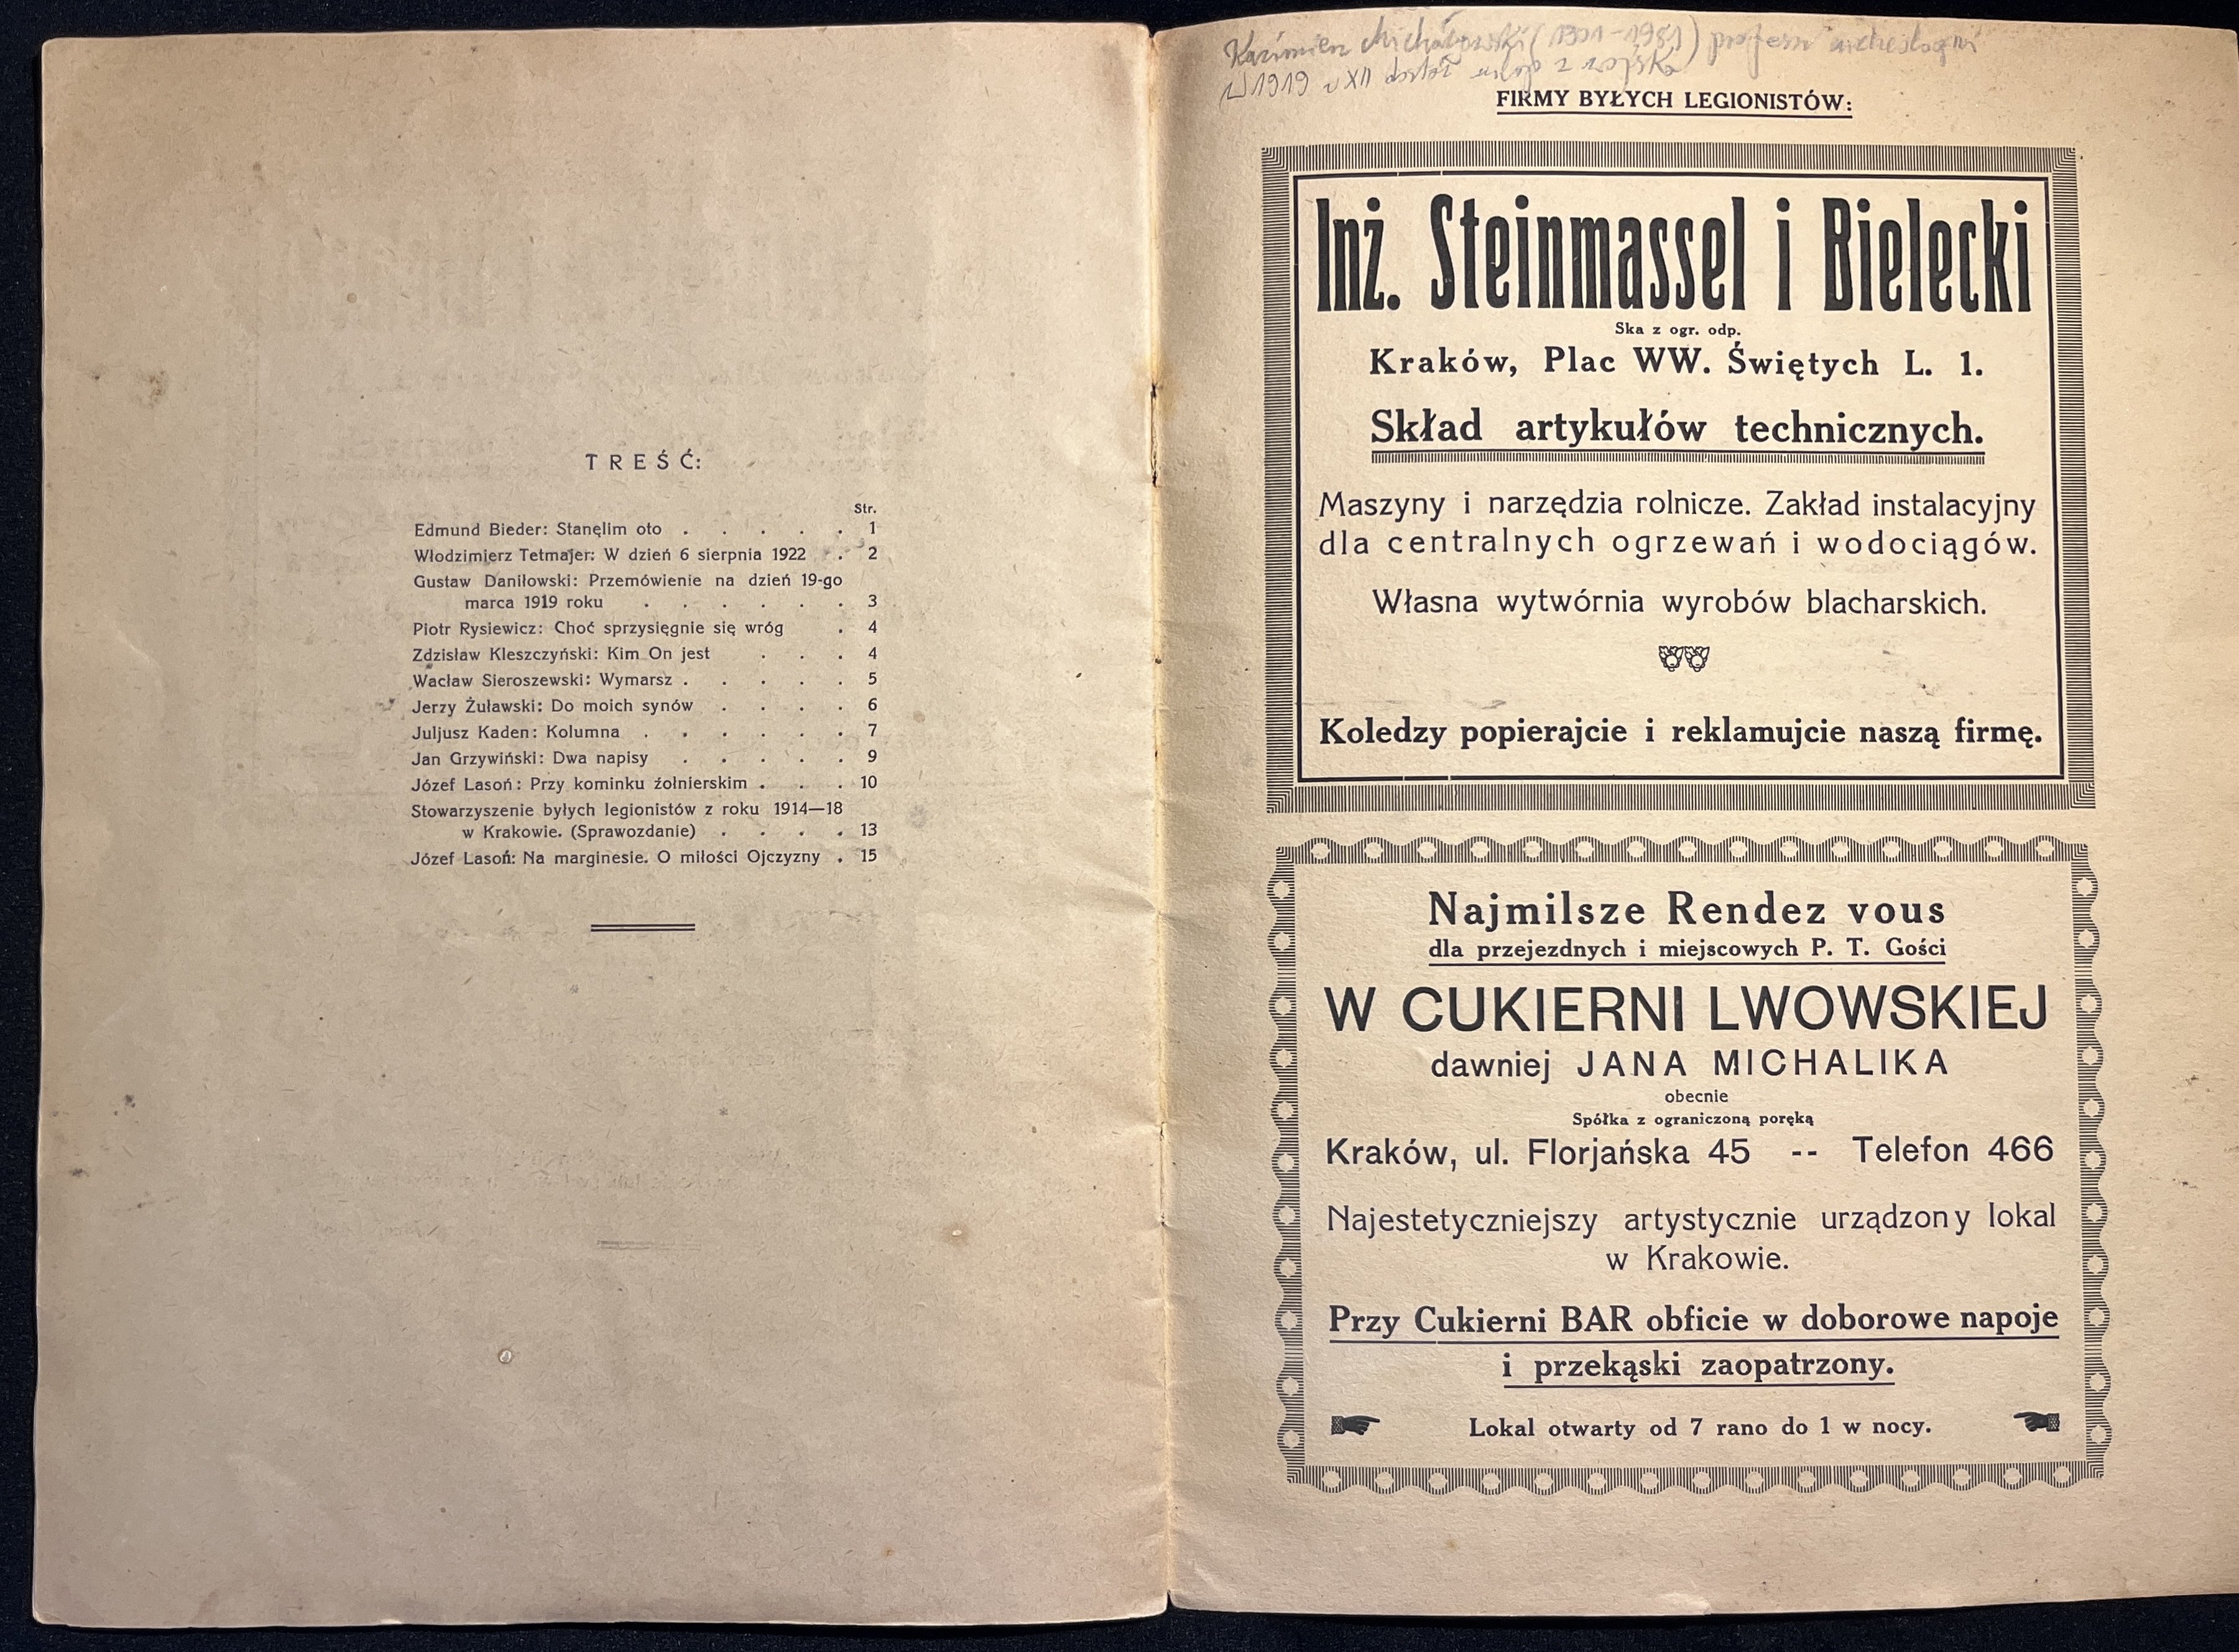 TREŚĆ:
Str.
Edmund Bieder: Stanęlim oto . . . . . 1
Włodzimierz Tetmajer: W dzień 6 sierpnia 1922 . 2
Gustaw Daniłowski: Przemówienie na dzień 19-go
marca 1919 roku . . . . . . 3
Piotr Rysiewicz: Choć sprzysięgnie się wróg . 4
Zdzisław Kleszczyński: Kim On jest . . . 4
Wacław Sieroszewski: Wymarsz . . . . . 5
Jerzy Żuławski: Do moich synów . . . . 6
Juljusz Kaden: Kolumna . . . . . . 7
Jan Grzywiński: Dwa napisy . . . . . 9
Józef Lasoń: Przy kominku źołnierskim . . . 10
Stowarzyszenie byłych legionistów z roku 1914—18
w Krakowie. (Sprawozdanie) . . . . 13
Józef Lasoń: Na marginesie. O miłości Ojczyzny . 15
Kazimierz Michałowski (1901-1981) profesor archeologii
W 1919 w XII dostał urlop z wojska
FIRMY BYŁYCH LEGIONISTÓW:
Inż. Steinmassel i Bielecki
Ska z ogr. odp.
Kraków, Plac WW. Świętych L. 1.
Skład artykułów technicznych.
Maszyny i narzędzia rolnicze. Zakład instalacyjny
dla centralnych ogrzewań i wodociągów.
Własna wytwórnia wyrobów blacharskich.
Koledzy popierajcie i reklamujcie naszą firmę.
Najmilsze Rendez vous
dla przejezdnych i miejscowych P. T. Gości
W CUKIERNI LWOWSKIEJ
dawniej JANA MICHALIKA
obecnie
Spółka z ograniczoną poręką
Kraków, ul. Florjańska 45 -- Telefon 466
Najestetyczniejszy artystycznie urządzony lokal
w Krakowie.
Przy Cukierni BAR obficie w doborowe napoje
i przekąski zaopatrzony.
Lokal otwarty od 7 rano do 1 w nocy.